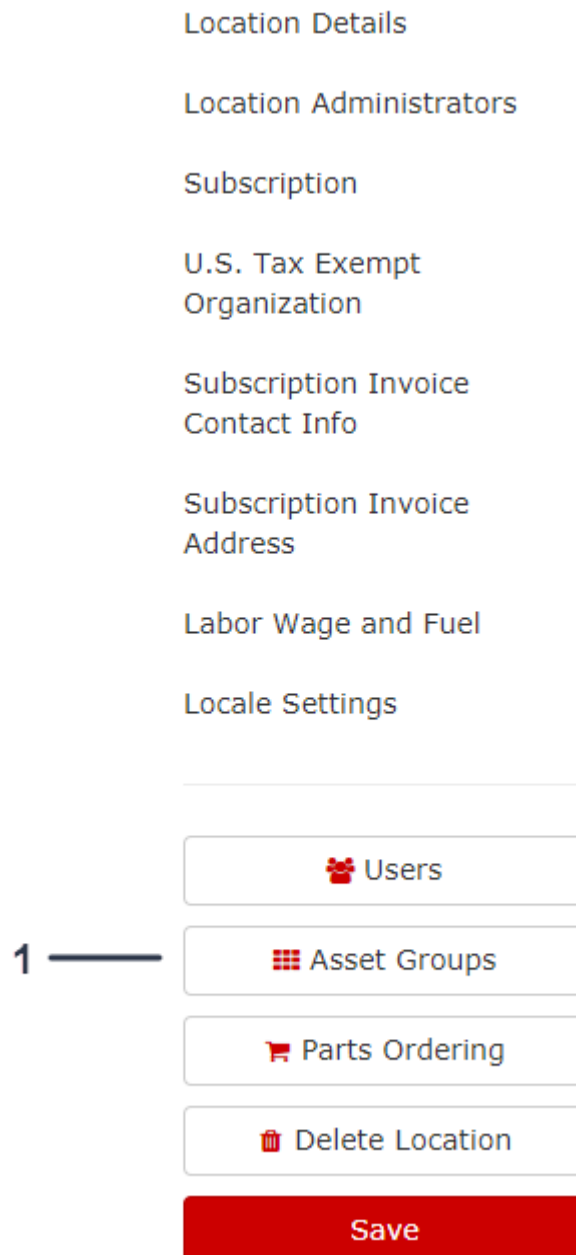 Location Details
Location Administrators
Subscription
U.S. Tax Exempt
Organization
Subscription Invoice
Contact Info
Subscription Invoice
Address
Labor Wage and Fuel
Locale Settings
Users
1 Asset Groups
Parts Ordering
Delete Location
Save